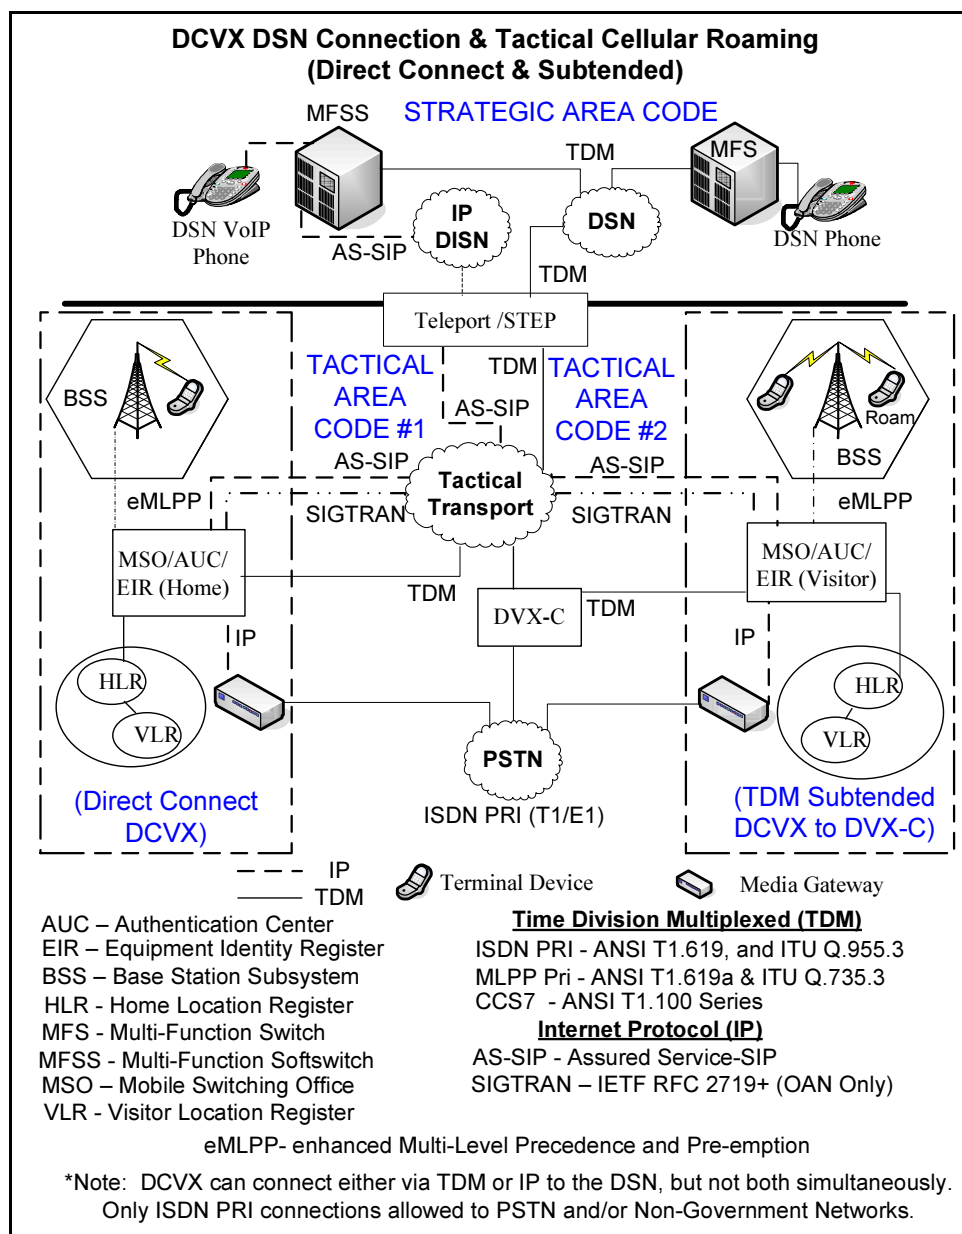 DCVX DSN Connection & Tactical Cellular Roaming
(Direct Connect & Subtended)
MFSS
STRATEGIC AREA CODE
TDM
MFS
DSN VoIP
Phone
AS-SIP
IP
DISN
DSN
DSN Phone
TDM
Teleport /STEP
BSS
TACTICAL
AREA
CODE #1
TDM
AS-SIP
TACTICAL
AREA
CODE #2
Roam
BSS
AS-SIP
Tactical
Transport
AS-SIP
eMLPP
SIGTRAN
SIGTRAN
eMLPP
MSO/AUC/
EIR (Home)
TDM
DVX-C
TDM
MSO/AUC/
EIR (Visitor)
IP
IP
HLR
VLR
HLR
VLR
PSTN
ISDN PRI (T1/E1)
(Direct Connect
DCVX)
(TDM Subtended
DCVX to DVX-C)
IP
TDM
Terminal Device
Media Gateway
AUC – Authentication Center
EIR – Equipment Identity Register
BSS – Base Station Subsystem
HLR - Home Location Register
MFS - Multi-Function Switch
MFSS - Multi-Function Softswitch
MSO – Mobile Switching Office
VLR - Visitor Location Register
Time Division Multiplexed (TDM)
ISDN PRI - ANSI T1.619, and ITU Q.955.3
MLPP Pri - ANSI T1.619a & ITU Q.735.3
CCS7 - ANSI T1.100 Series
Internet Protocol (IP)
AS-SIP - Assured Service-SIP
SIGTRAN – IETF RFC 2719+ (OAN Only)
eMLPP- enhanced Multi-Level Precedence and Pre-emption
*Note: DCVX can connect either via TDM or IP to the DSN, but not both simultaneously.
Only ISDN PRI connections allowed to PSTN and/or Non-Government Networks.